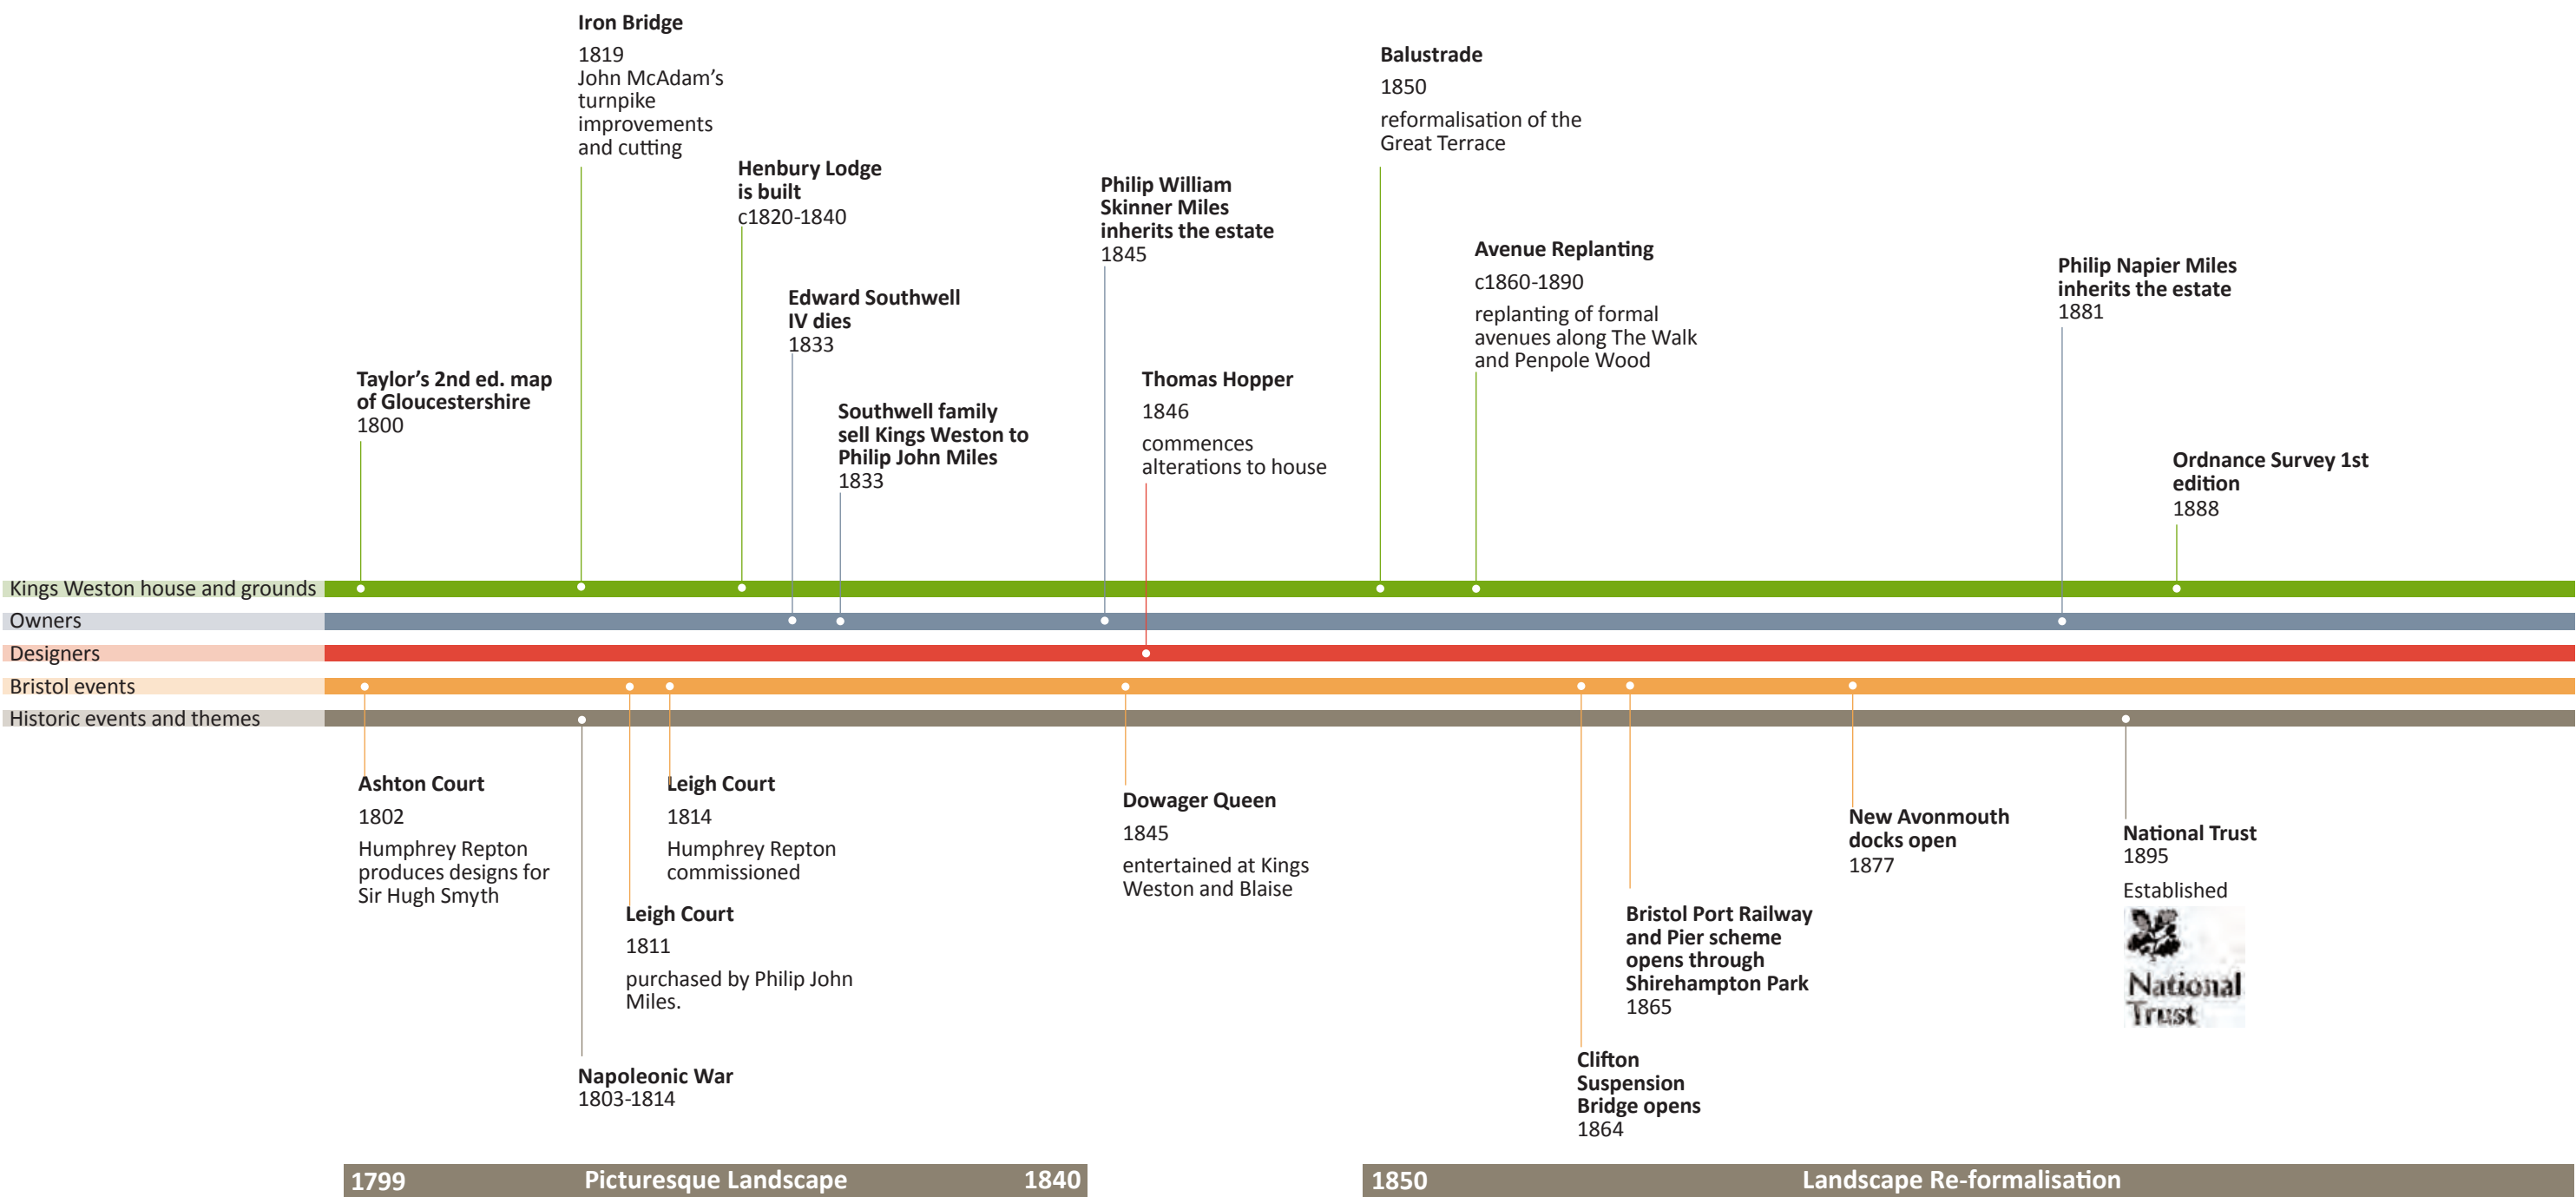 Iron Bridge
1819
John McAdam's
turnpike
improvements
and cutting
Henbury Lodge
is built
c1820-1840
Edward Southwell
IV dies
1833
Taylor's 2nd ed. map
of Gloucestershire
1800
Southwell family
sell Kings Weston to
Philip John Miles
1833
Philip William
Skinner Miles
inherits the estate
1845
Thomas Hopper
1846
commences
alterations to house
Balustrade
1850
reformalisation of the
Great Terrace
Avenue Replanting
c1860-1890
replanting of formal
avenues along The Walk
and Penpole Wood
Philip Napier Miles
inherits the estate
1881
Ordnance Survey 1st
edition
1888
Kings Weston house and grounds
Owners
Designers
Bristol events
Historic events and themes
Ashton Court
1802
Humphrey Repton
produces designs for
Sir Hugh Smyth
Leigh Court
1814
Humphrey Repton
commissioned
Leigh Court
1811
purchased by Philip John
Miles.
Napoleonic War
1803-1814
Dowager Queen
1845
entertained at Kings
Weston and Blaise
New Avonmouth
docks open
1877
Bristol Port Railway
and Pier scheme
opens through
Shirehampton Park
1865
Clifton
Suspension
Bridge opens
1864
National Trust
1895
Established
National
Trust
1799 Picturesque Landscape 1840
1850 Landscape Re-formalisation